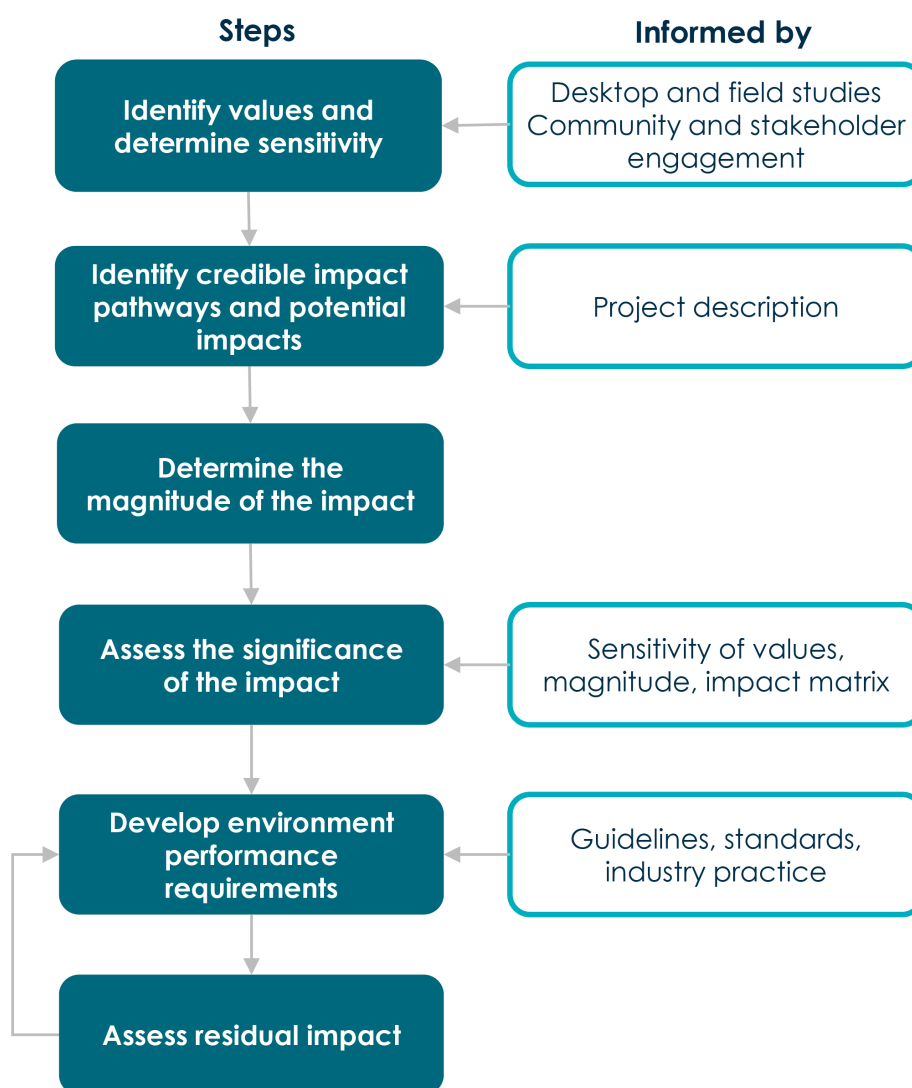 Steps
Informed by
Identify values and
determine sensitivity
Desktop and field studies
Community and stakeholder
engagement
Identify credible impact
pathways and potential
impacts
Project description
Determine the
magnitude of the impact
Assess the significance
of the impact
Sensitivity of values,
magnitude, impact matrix
Develop environment
performance
requirements
Guidelines, standards,
industry practice
Assess residual impact